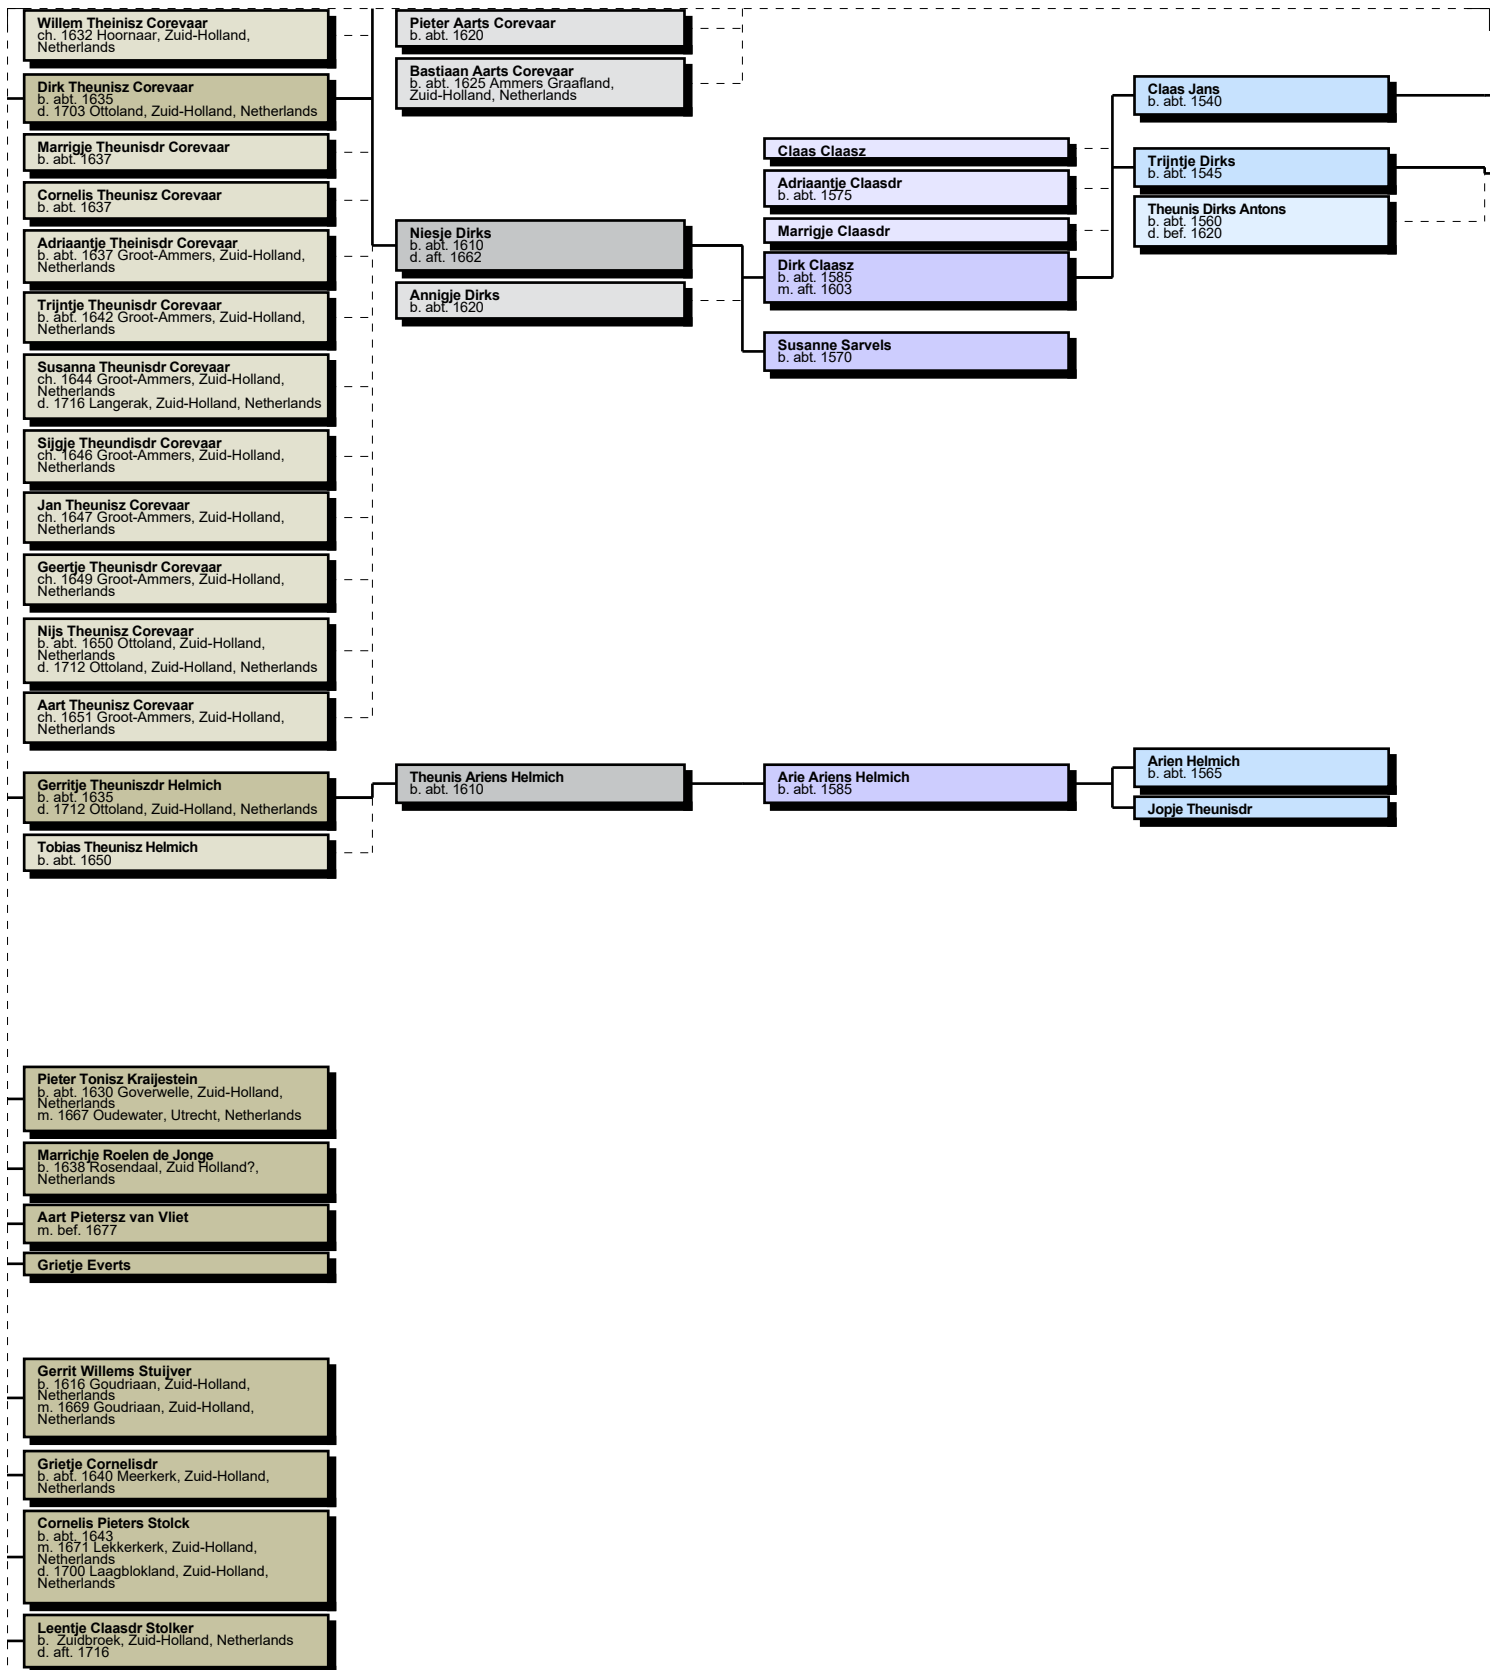 Willem Theinisz Corevaar
ch. 1632 Hoornaar, Zuid-Holland,
Netherlands
Dirk Theunisz Corevaar
b. abt. 1635
d. 1703 Ottoland, Zuid-Holland, Netherlands
Marrigje Theunisdr Corevaar
b. abt. 1637
Cornelis Theunisz Corevaar
b. abt. 1637
Adriaantje Theinisdr Corevaar
b. abt. 1637 Groot-Ammers, Zuid-Holland,
Netherlands
Trijntje Theunisdr Corevaar
b. abt. 1642 Groot-Ammers, Zuid-Holland,
Netherlands
Susanna Theunisdr Corevaar
ch. 1644 Groot-Ammers, Zuid-Holland,
Netherlands
d. 1716 Langerak, Zuid-Holland, Netherlands
Sijgje Theundisdr Corevaar
ch. 1646 Groot-Ammers, Zuid-Holland,
Netherlands
Jan Theunisz Corevaar
ch. 1647 Groot-Ammers, Zuid-Holland,
Netherlands
Geertje Theunisdr Corevaar
ch. 1649 Groot-Ammers, Zuid-Holland,
Netherlands
Nijs Theunisz Corevaar
b. abt. 1650 Ottoland, Zuid-Holland,
Netherlands
d. 1712 Ottoland, Zuid-Holland, Netherlands
Aart Theunisz Corevaar
ch. 1651 Groot-Ammers, Zuid-Holland,
Netherlands
Gerritje Theuniszdr Helmich
b. abt. 1635
d. 1712 Ottoland, Zuid-Holland, Netherlands
Tobias Theunisz Helmich
b. abt. 1650
Pieter Tonisz Kraijestein
b. abt. 1630 Goverwelle, Zuid-Holland,
Netherlands
m. 1667 Oudewater, Utrecht, Netherlands
Marrichje Roelen de Jonge
b. 1638 Rosendaal, Zuid Holland?,
Netherlands
Aart Pietersz van Vliet
m. bef. 1677
Grietje Everts
Gerrit Willems Stuijver
b. 1616 Goudriaan, Zuid-Holland,
Netherlands
m. 1669 Goudriaan, Zuid-Holland,
Netherlands
Grietje Cornelisdr
b. abt. 1640 Meerkerk, Zuid-Holland,
Netherlands
Cornelis Pieters Stolck
b. abt. 1643
m. 1671 Lekkerkerk, Zuid-Holland,
Netherlands
d. 1700 Laagblokland, Zuid-Holland,
Netherlands
Leentje Claasdr Stolker
b.  Zuidbroek, Zuid-Holland, Netherlands
d. aft. 1716
Pieter Aarts Corevaar
b. abt. 1620
Bastiaan Aarts Corevaar
b. abt. 1625 Ammers Graafland,
Zuid-Holland, Netherlands
Niesje Dirks
b. abt. 1610
d. aft. 1662
Annigje Dirks
b. abt. 1620
Theunis Ariens Helmich
b. abt. 1610
Claas Claasz
Adriaantje Claasdr
b. abt. 1575
Marrigje Claasdr
Dirk Claasz
b. abt. 1585
m. aft. 1603
Susanne Sarvels
b. abt. 1570
Arie Ariens Helmich
b. abt. 1585
Claas Jans
b. abt. 1540
Trijntje Dirks
b. abt. 1545
Theunis Dirks Antons
b. abt. 1560
d. bef. 1620
Arien Helmich
b. abt. 1565
Jopje Theunisdr